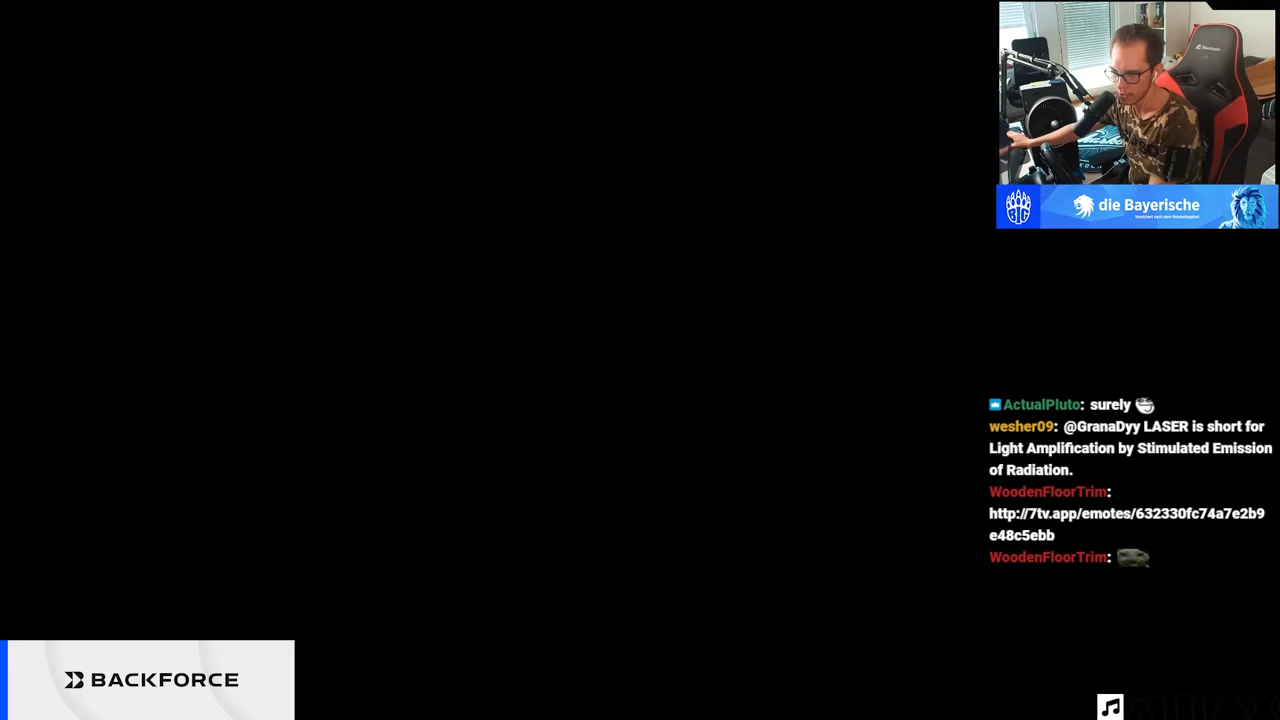 die Bayerische
ActualPluto: surely
wesher09: @GranaDyy LASER is short for
Light Amplification by Stimulated Emission
of Radiation.
WoodenFloorTrim:
http://7tv.app/emotes/632330fc74a7e2b9
e48c5ebb
WoodenFloorTrim:
BACKFORCE